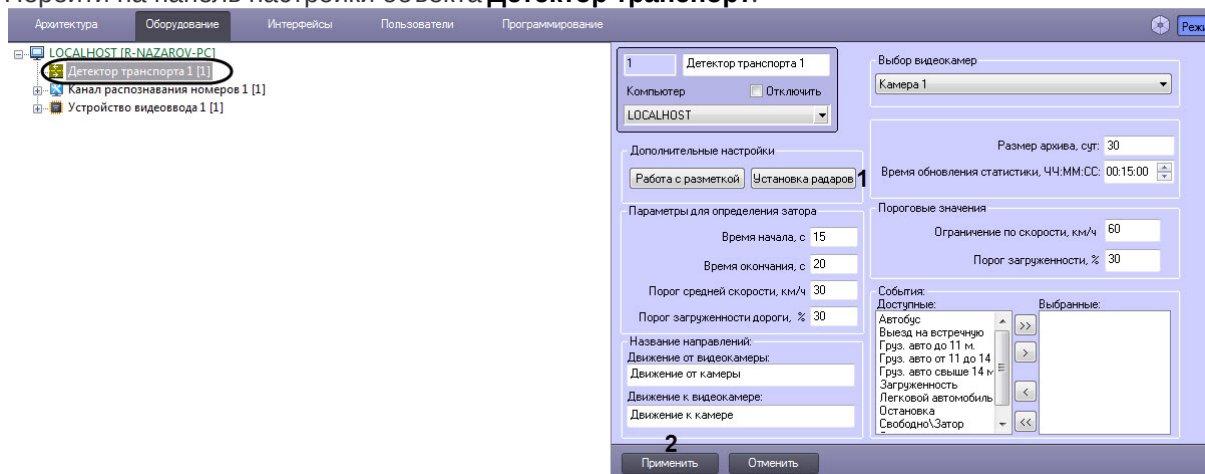 Перейти на панель настройки объекта Детектор транспорт.
Архитектура Оборудование Интерфейсы Пользователи Программирование
LOCALHOST [R-NAZAROV-PC]
Детектор транспорта 1 [1]
Канал распознавания номеров 1 [1]
Устройство видеоввода 1 [1]
1 Детектор транспорта 1
Компьютер Отключить
LOCALHOST
Дополнительные настройки
Работа с разметкой Установка радаров 1
Параметры для определения затора
Время начала, с 15
Время окончания, с 20
Порог средней скорости, км/ч 30
Порог загруженности дороги, % 30
Название направлений:
Движение от видеокамеры:
Движение от камеры
Движение к видеокамере:
Движение к камере
Выбор видеокамер
Камера 1
Размер архива, сут: 30
Время обновления статистики, ЧЧ:ММ:СС: 00:15:00
Пороговые значения
Ограничение по скорости, км/ч 60
Порог загруженности, % 30
События:
Доступные: Выбранные:
Автобус
Выезд на встречную
Груз. авто до 11 м.
Груз. авто от 11 до 14
Груз. авто свыше 14 м
Загруженность
Легковой автомобиль
Остановка
Свободно\Затор
>>
>
<
<<
2
Применить Отменить